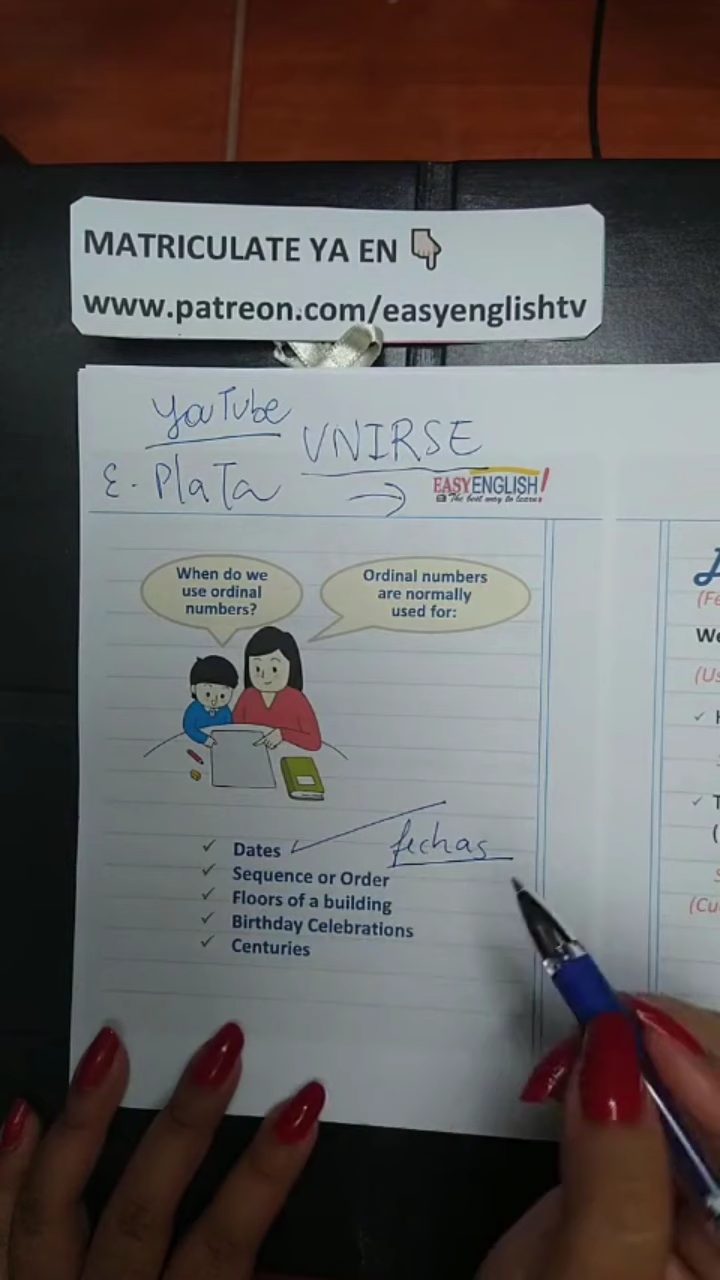 MATRICULATE YA EN
www.patreon.com/easyenglishtv
YouTube
VNIRSE
E. PlaTa
EASYENGLISH!
The best way to learn
When do we
use ordinal
numbers?
Ordinal numbers
are normally
used for:
Dates
fechas
Sequence or Order
Floors of a building
Birthday Celebrations
Centuries
We